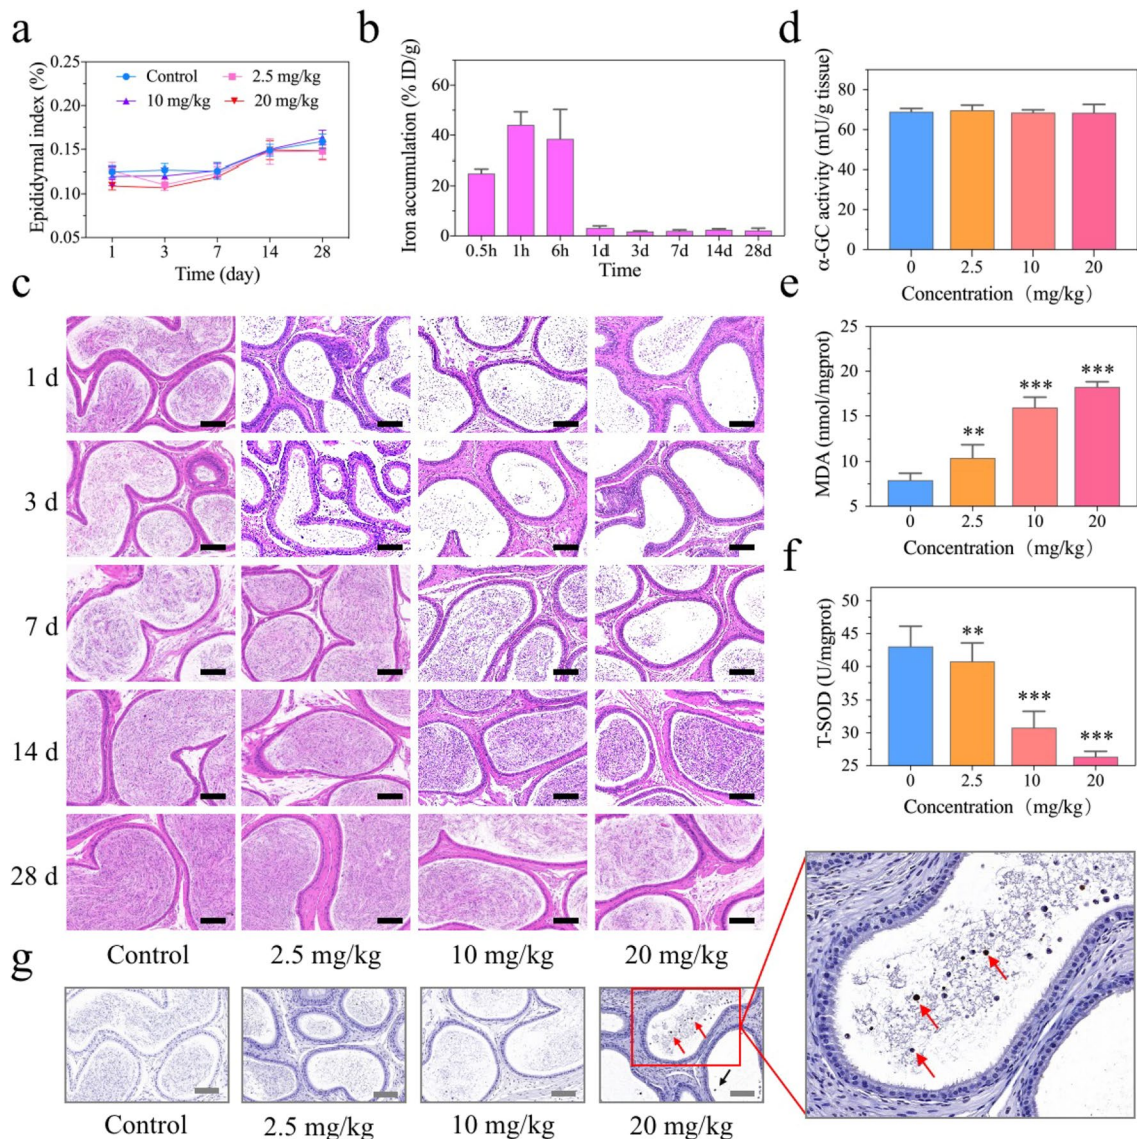 a
Epididymal index (%)
0.25
0.20
0.15
0.10
0.05
Control
2.5 mg/kg
10 mg/kg
20 mg/kg
1 3 7 14 28
Time (day)
b
Iron accumulation (% ID/g)
60
40
20
0
0.5h 1h 6h 1d 3d 7d 14d 28d
Time
d
α-GC activity (mU/g tissue)
80
60
40
20
0
0 2.5 10 20
Concentration（mg/kg）
c
1 d
3 d
7 d
14 d
28 d
Control 2.5 mg/kg 10 mg/kg 20 mg/kg
e
MDA (nmol/mgprot)
25
20
15
10
5
**
***
***
0 2.5 10 20
Concentration（mg/kg）
f
T-SOD (U/mgprot)
50
45
40
35
30
25
**
***
***
0 2.5 10 20
Concentration（mg/kg）
g
Control 2.5 mg/kg 10 mg/kg 20 mg/kg